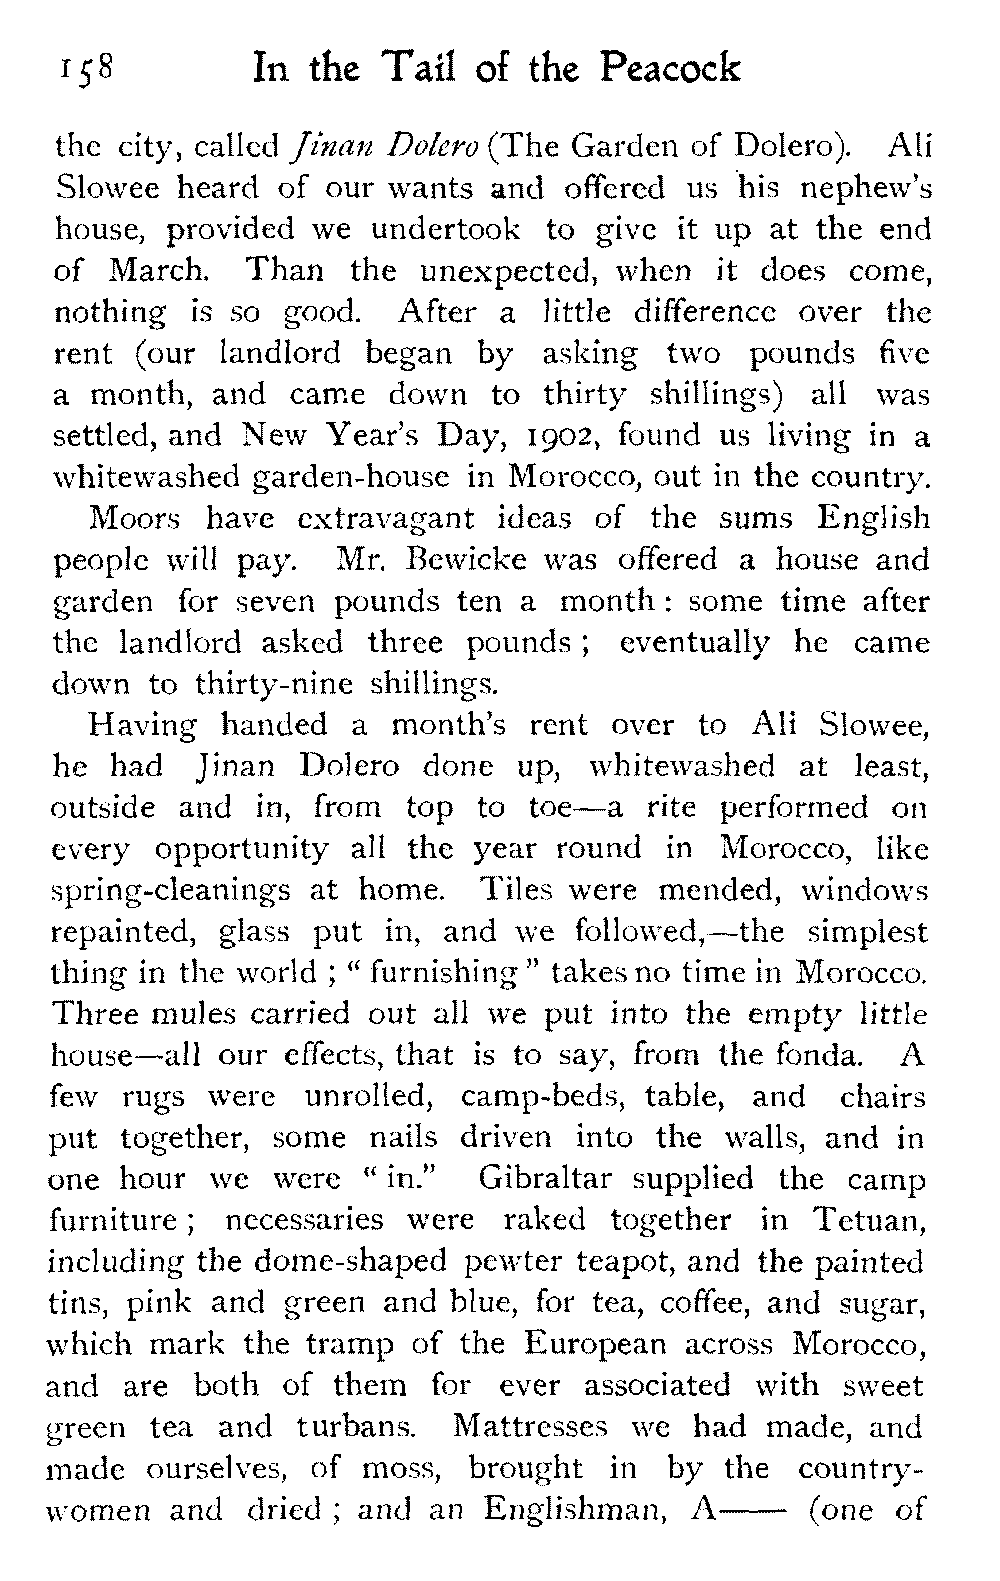 158 In the Tail of the Peacock
the city, called Jinan Dolero (The Garden of Dolero). Ali
Slowee heard of our wants and offered us his nephew's
house, provided we undertook to give it up at the end
of March. Than the unexpected, when it does come,
nothing is so good. After a little difference over the
rent (our landlord began by asking two pounds five
a month, and came down to thirty shillings) all was
settled, and New Year's Day, 1902, found us living in a
whitewashed garden-house in Morocco, out in the country.
Moors have extravagant ideas of the sums English
people will pay. Mr. Bewicke was offered a house and
garden for seven pounds ten a month : some time after
the landlord asked three pounds ; eventually he came
down to thirty-nine shillings.
Having handed a month's rent over to Ali Slowee,
he had Jinan Dolero done up, whitewashed at least,
outside and in, from top to toe—a rite performed on
every opportunity all the year round in Morocco, like
spring-cleanings at home. Tiles were mended, windows
repainted, glass put in, and we followed,—the simplest
thing in the world ; " furnishing " takes no time in Morocco.
Three mules carried out all we put into the empty little
house—all our effects, that is to say, from the fonda. A
few rugs were unrolled, camp-beds, table, and chairs
put together, some nails driven into the walls, and in
one hour we were " in." Gibraltar supplied the camp
furniture ; necessaries were raked together in Tetuan,
including the dome-shaped pewter teapot, and the painted
tins, pink and green and blue, for tea, coffee, and sugar,
which mark the tramp of the European across Morocco,
and are both of them for ever associated with sweet
green tea and turbans. Mattresses we had made, and
made ourselves, of moss, brought in by the country-
women and dried ; and an Englishman, A—— (one of